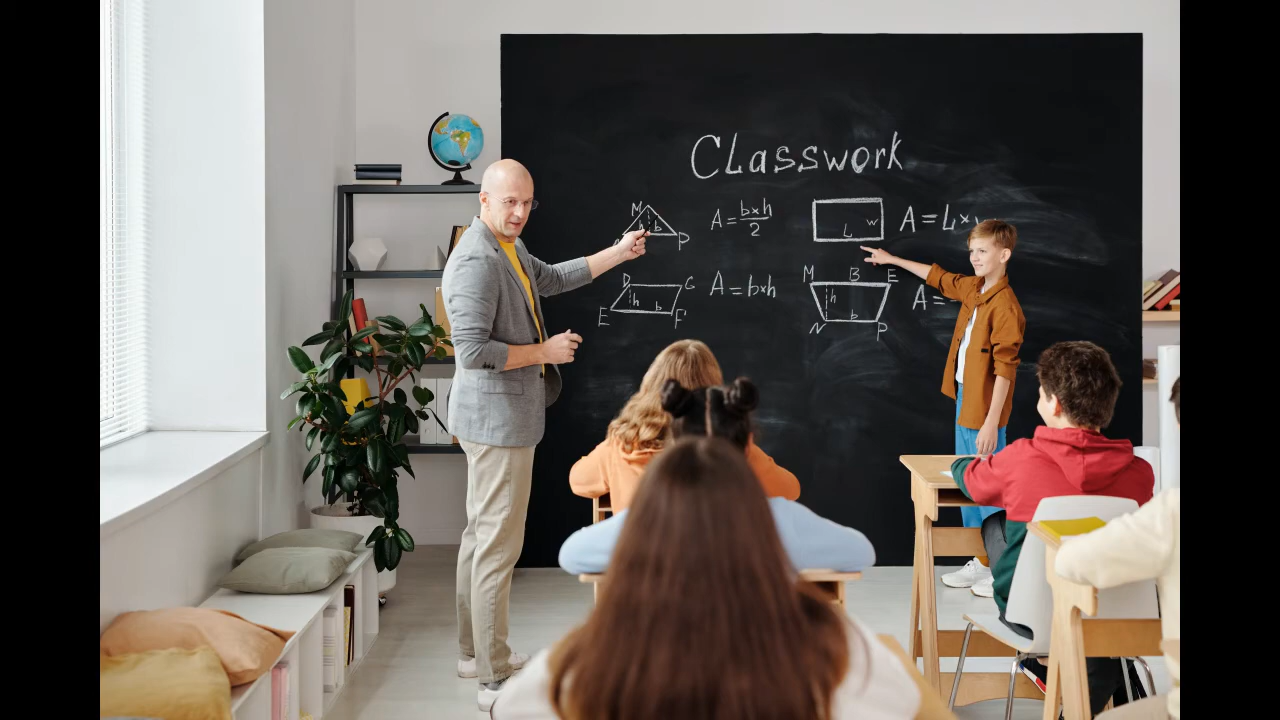 Classwork
M b P A = b×h/2
L w A = L×
D G h b E F A = b×h
M B E h b N P A =